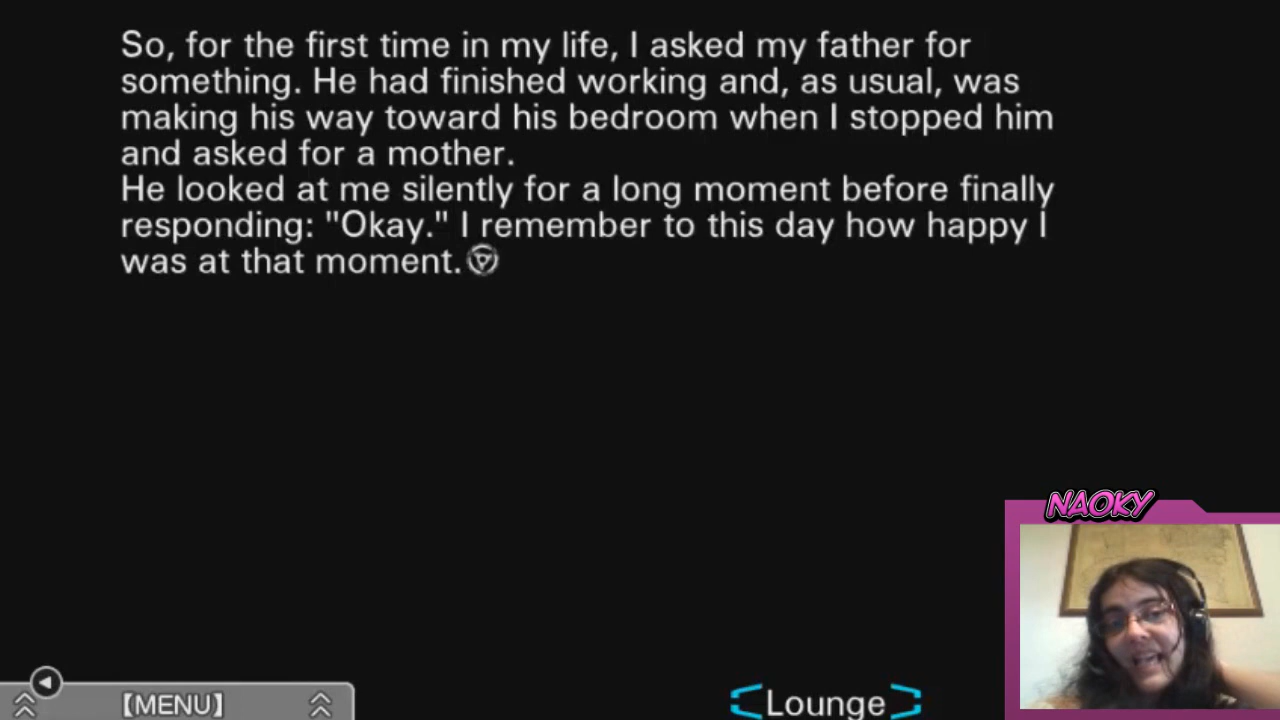 So, for the first time in my life, I asked my father for
something. He had finished working and, as usual, was
making his way toward his bedroom when I stopped him
and asked for a mother.
He looked at me silently for a long moment before finally
responding: "Okay." I remember to this day how happy I
was at that moment.
NAOKY
【MENU】
Lounge